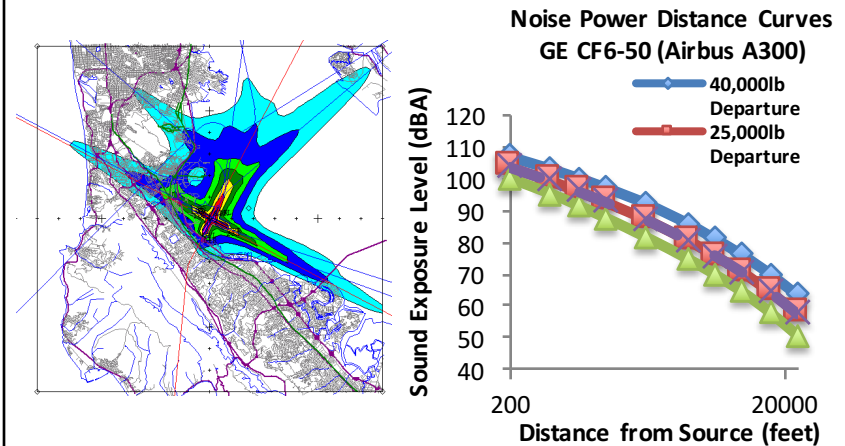 Noise Power Distance Curves
GE CF6-50 (Airbus A300)
40,000lb
Departure
25,000lb
Departure
Sound Exposure Level (dBA)
120
110
100
90
80
70
60
50
40
200
20000
Distance from Source (feet)